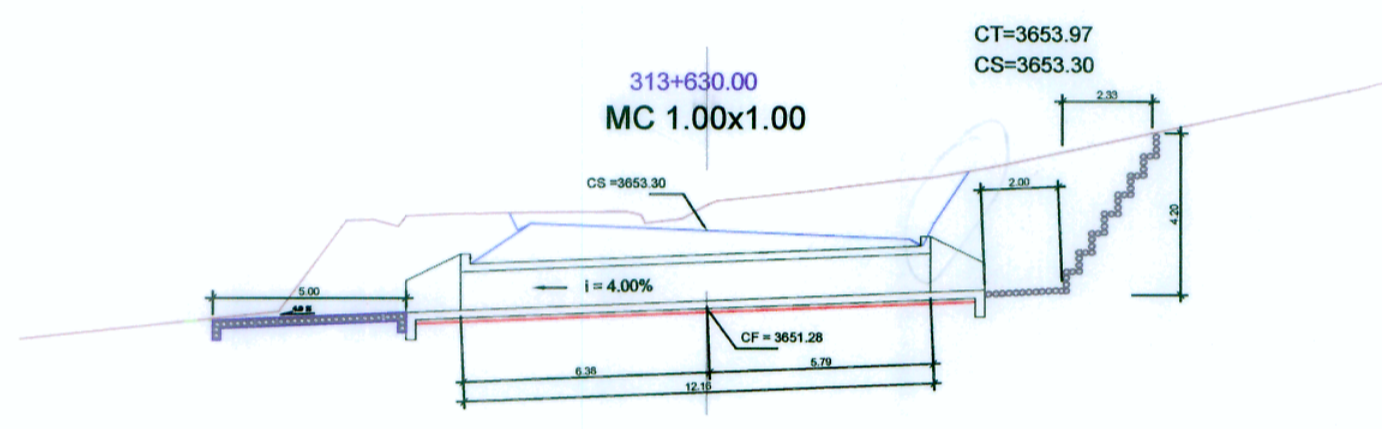 CT=3653.97
CS=3653.30
313+630.00
MC 1.00x1.00
2.33
CS =3653.30
2.00
4.20
5.00
i = 4.00%
CF = 3651.28
6.38
5.79
12.16